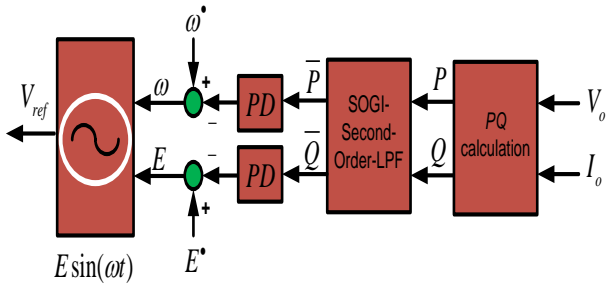 ω•
V_ref
ω
+
−
PD
P̅
SOGI-
Second-
Order-LPF
P
PQ
calculation
V_o
E
−
+
PD
Q̅
Q
I_o
E•
E sin(ωt)